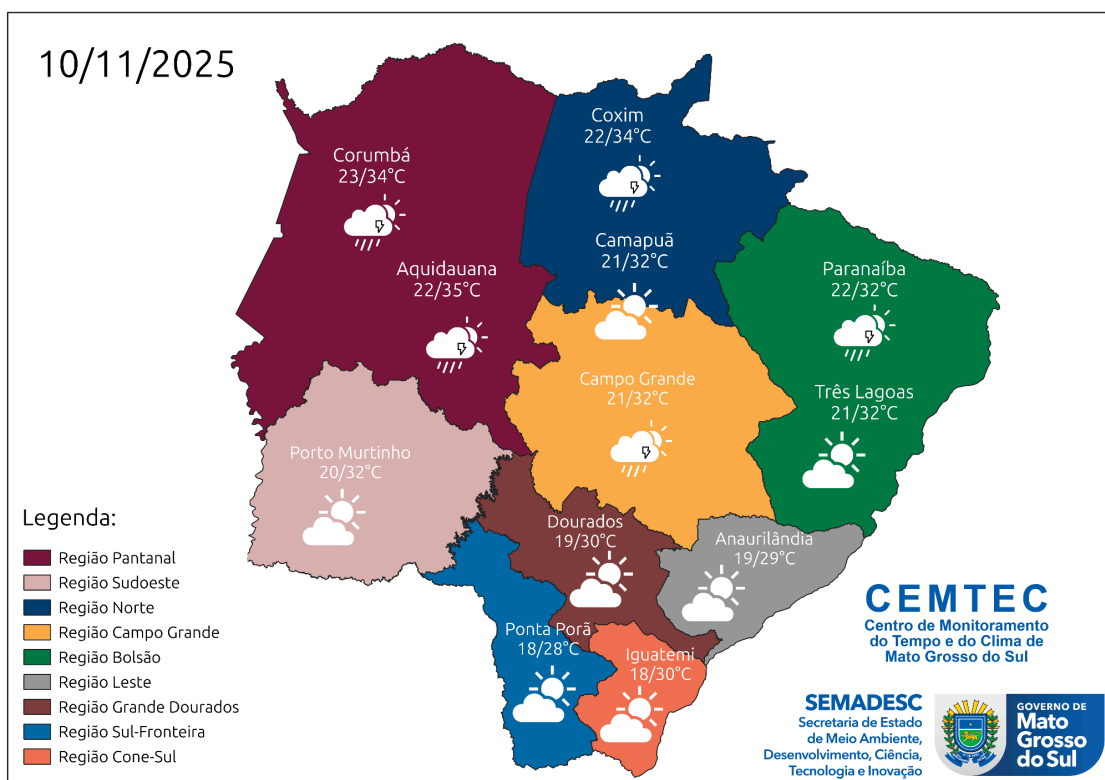 10/11/2025
Coxim
22/34°C
Corumbá
23/34°C
Camapuã
21/32°C
Aquidauana
22/35°C
Paranaíba
22/32°C
Campo Grande
21/32°C
Três Lagoas
21/32°C
Porto Murtinho
20/32°C
Dourados
19/30°C
Anaurilândia
19/29°C
Ponta Porã
18/28°C
Iguatemi
18/30°C
Legenda:
Região Pantanal
Região Sudoeste
Região Norte
Região Campo Grande
Região Bolsão
Região Leste
Região Grande Dourados
Região Sul-Fronteira
Região Cone-Sul
CEMTEC
Centro de Monitoramento
do Tempo e do Clima de
Mato Grosso do Sul
SEMADESC
Secretaria de Estado
de Meio Ambiente,
Desenvolvimento, Ciência,
Tecnologia e Inovação
GOVERNO DE
Mato
Grosso
do Sul